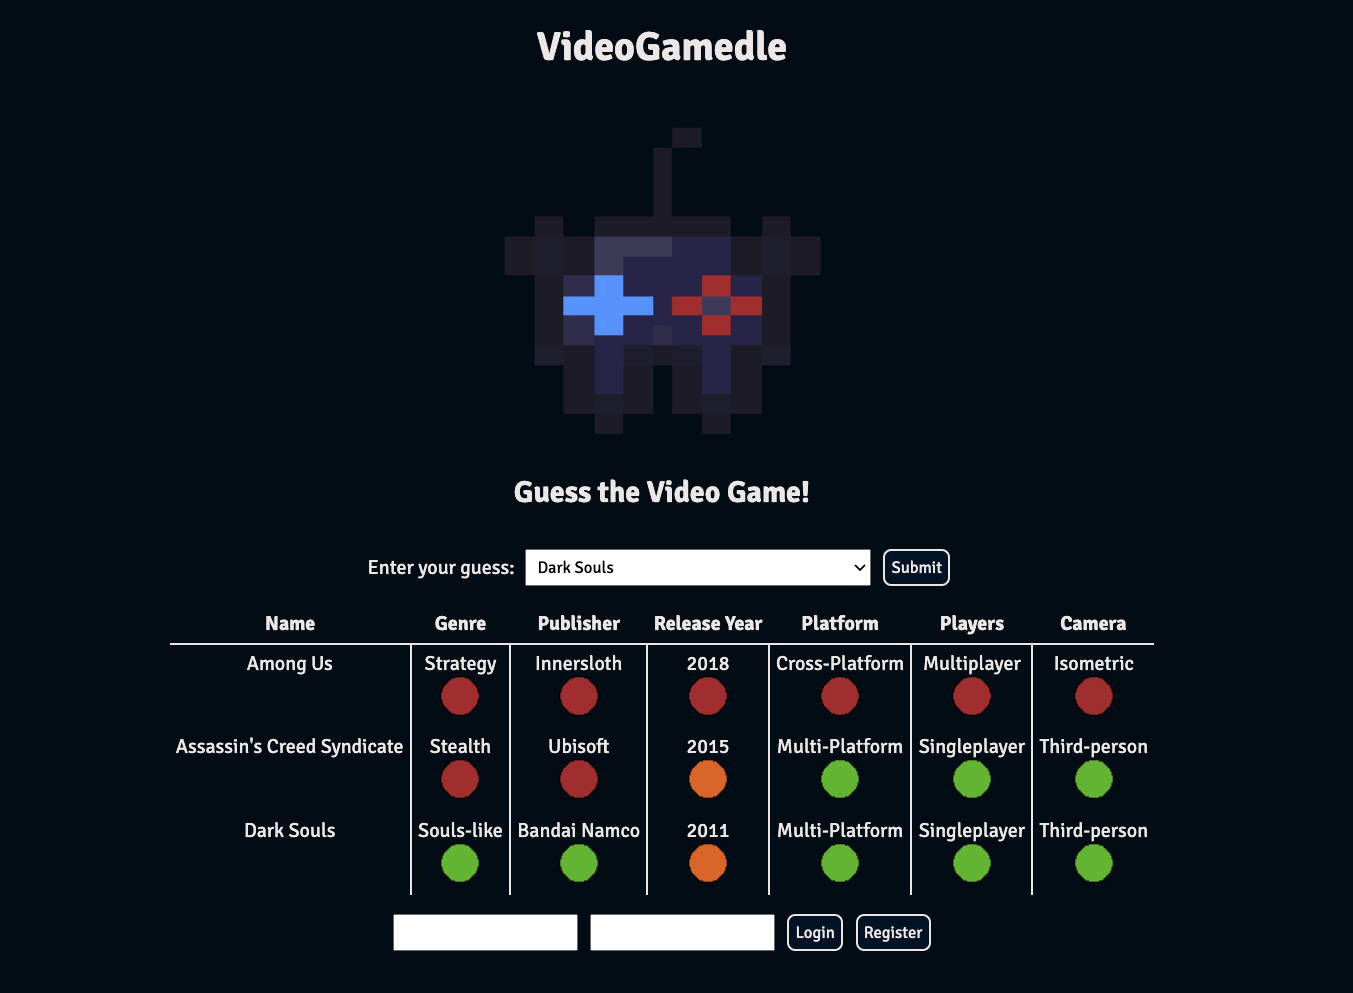 VideoGamedle
Guess the Video Game!
Enter your guess: Dark Souls Submit
Name Genre Publisher Release Year Platform Players Camera
Among Us Strategy Innersloth 2018 Cross-Platform Multiplayer Isometric
Assassin's Creed Syndicate Stealth Ubisoft 2015 Multi-Platform Singleplayer Third-person
Dark Souls Souls-like Bandai Namco 2011 Multi-Platform Singleplayer Third-person
Login Register